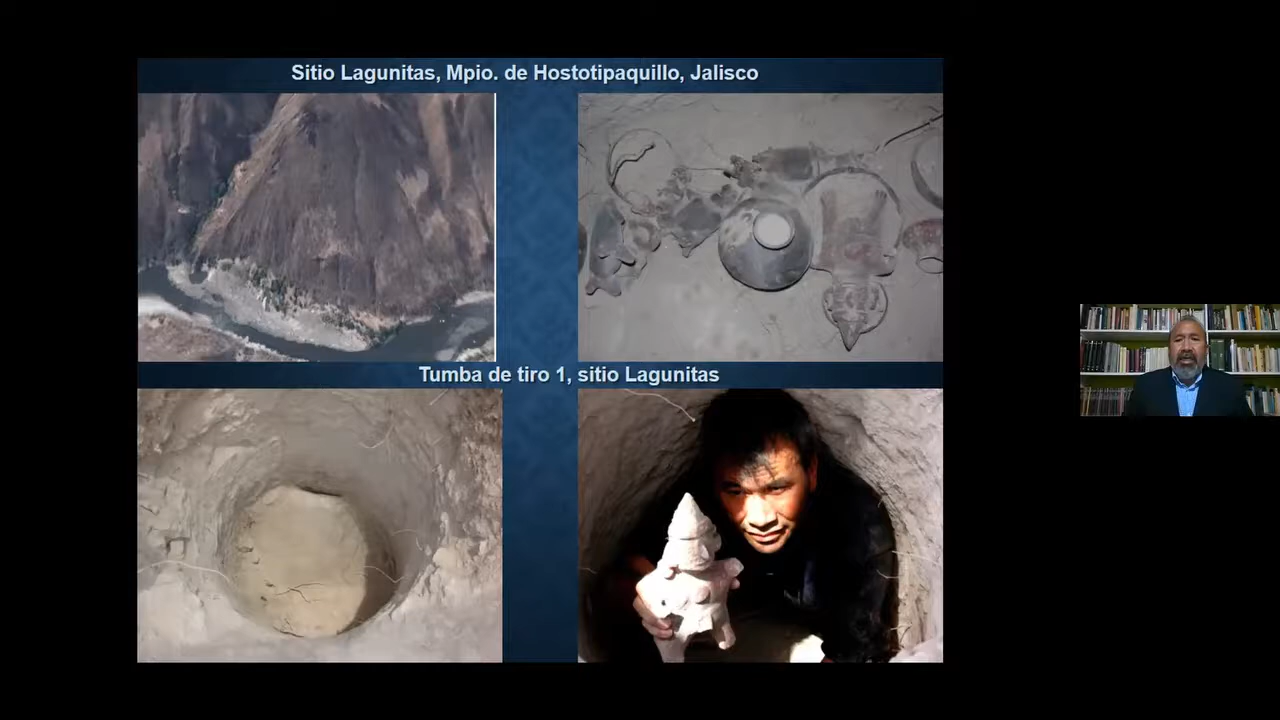 Sitio Lagunitas, Mpio. de Hostotipaquillo, Jalisco
Tumba de tiro 1, sitio Lagunitas